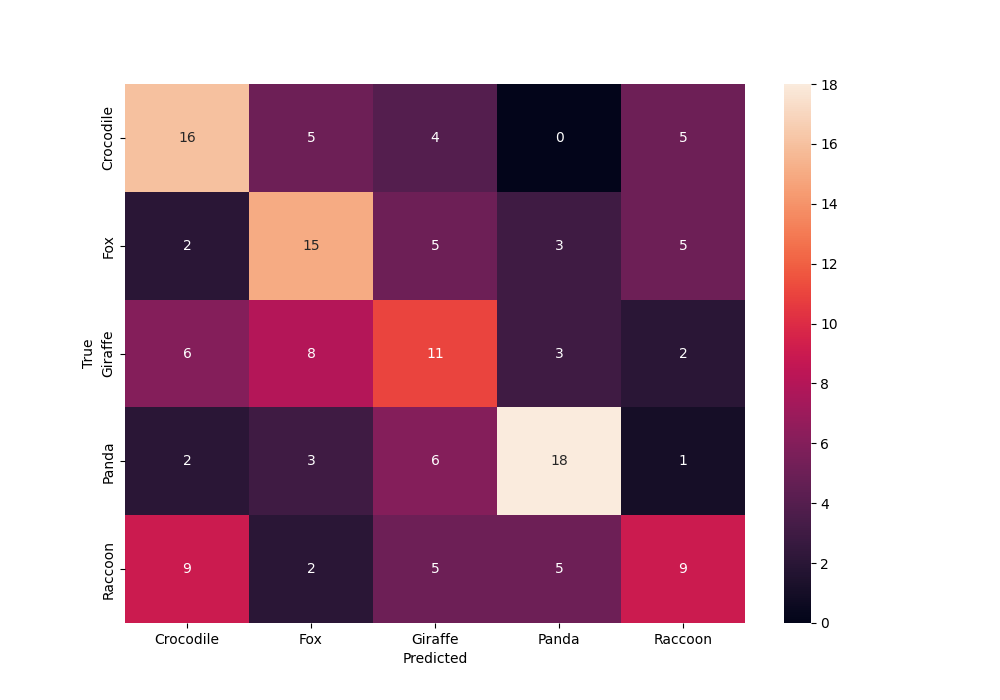 Crocodile 16 5 4 0 5
Fox 2 15 5 3 5
True
Giraffe 6 8 11 3 2
Panda 2 3 6 18 1
Raccoon 9 2 5 5 9
Crocodile Fox Giraffe Panda Raccoon
Predicted
18
16
14
12
10
8
6
4
2
0